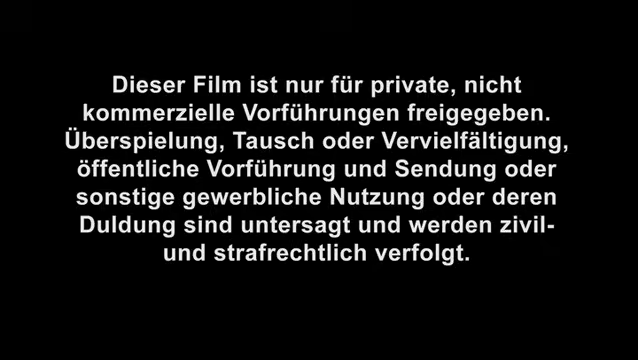 Dieser Film ist nur für private, nicht
kommerzielle Vorführungen freigegeben.
Überspielung, Tausch oder Vervielfältigung,
öffentliche Vorführung und Sendung oder
sonstige gewerbliche Nutzung oder deren
Duldung sind untersagt und werden zivil-
und strafrechtlich verfolgt.